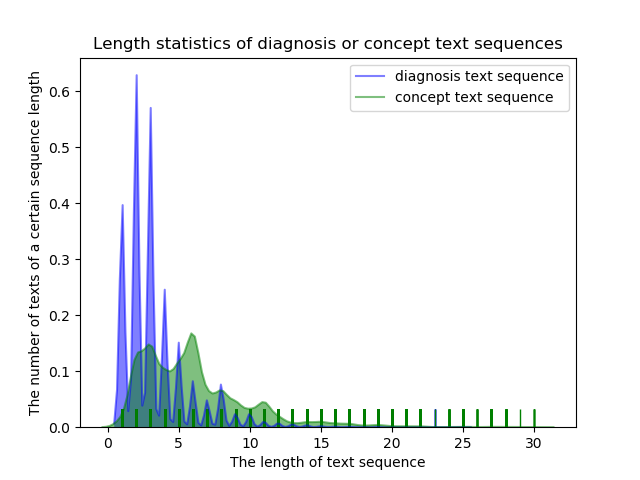 Length statistics of diagnosis or concept text sequences
diagnosis text sequence
concept text sequence
The number of texts of a certain sequence length
0.6
0.5
0.4
0.3
0.2
0.1
0.0
0 5 10 15 20 25 30
The length of text sequence